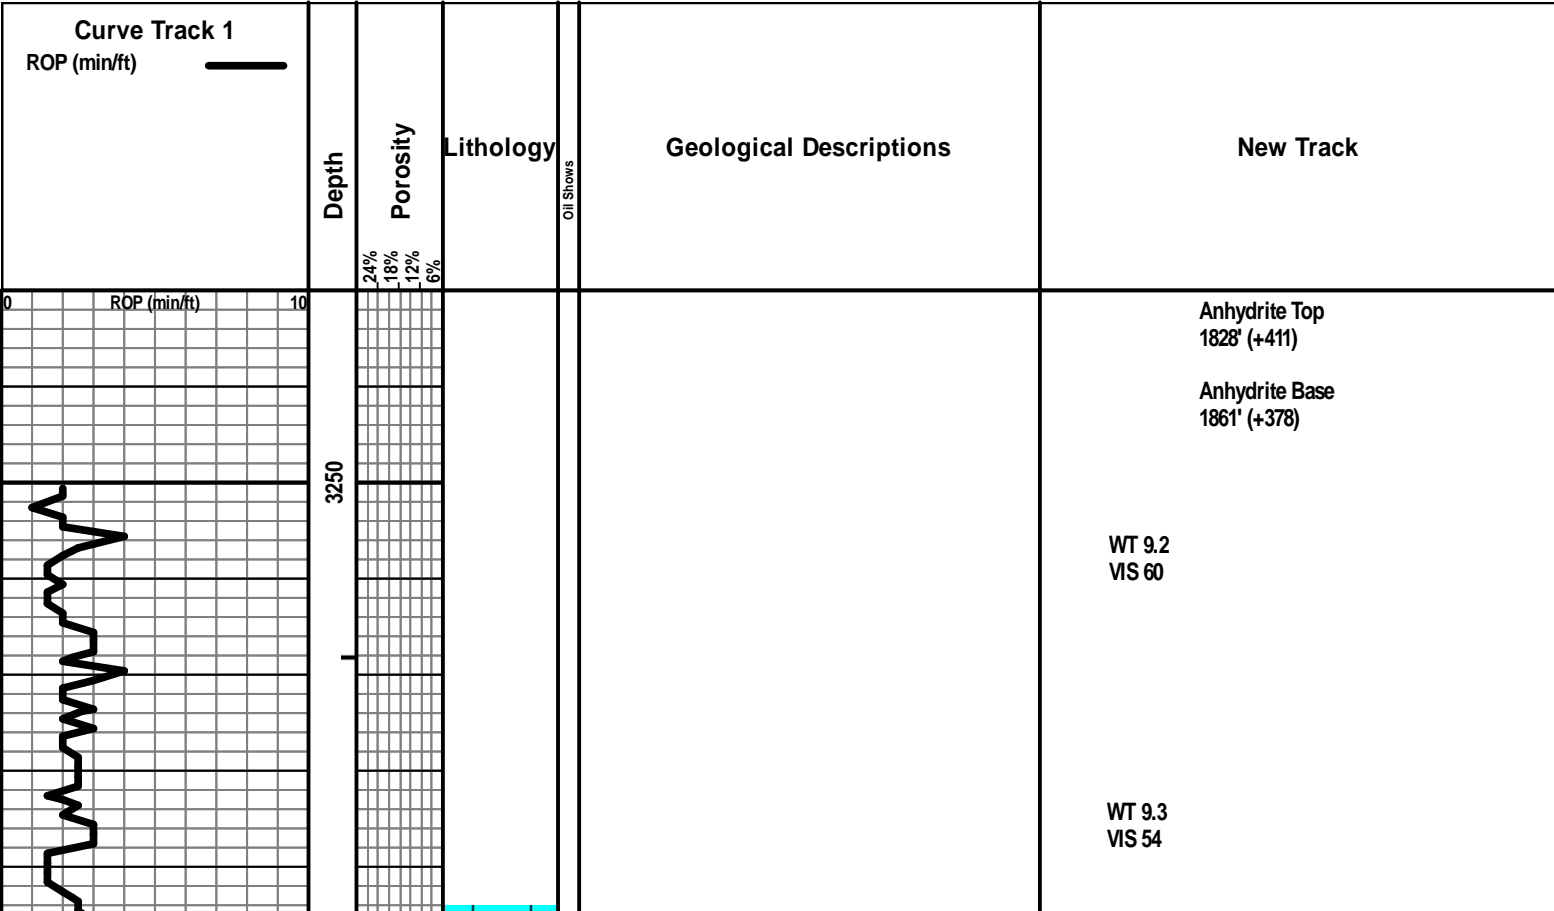 Curve Track 1
ROP (min/ft)
Depth
Porosity
Lithology
Oil Shows
Geological Descriptions
New Track
24%
18%
12%
6%
0 ROP (min/ft) 10
Anhydrite Top
1828' (+411)
Anhydrite Base
1861' (+378)
3250
WT 9.2
VIS 60
WT 9.3
VIS 54